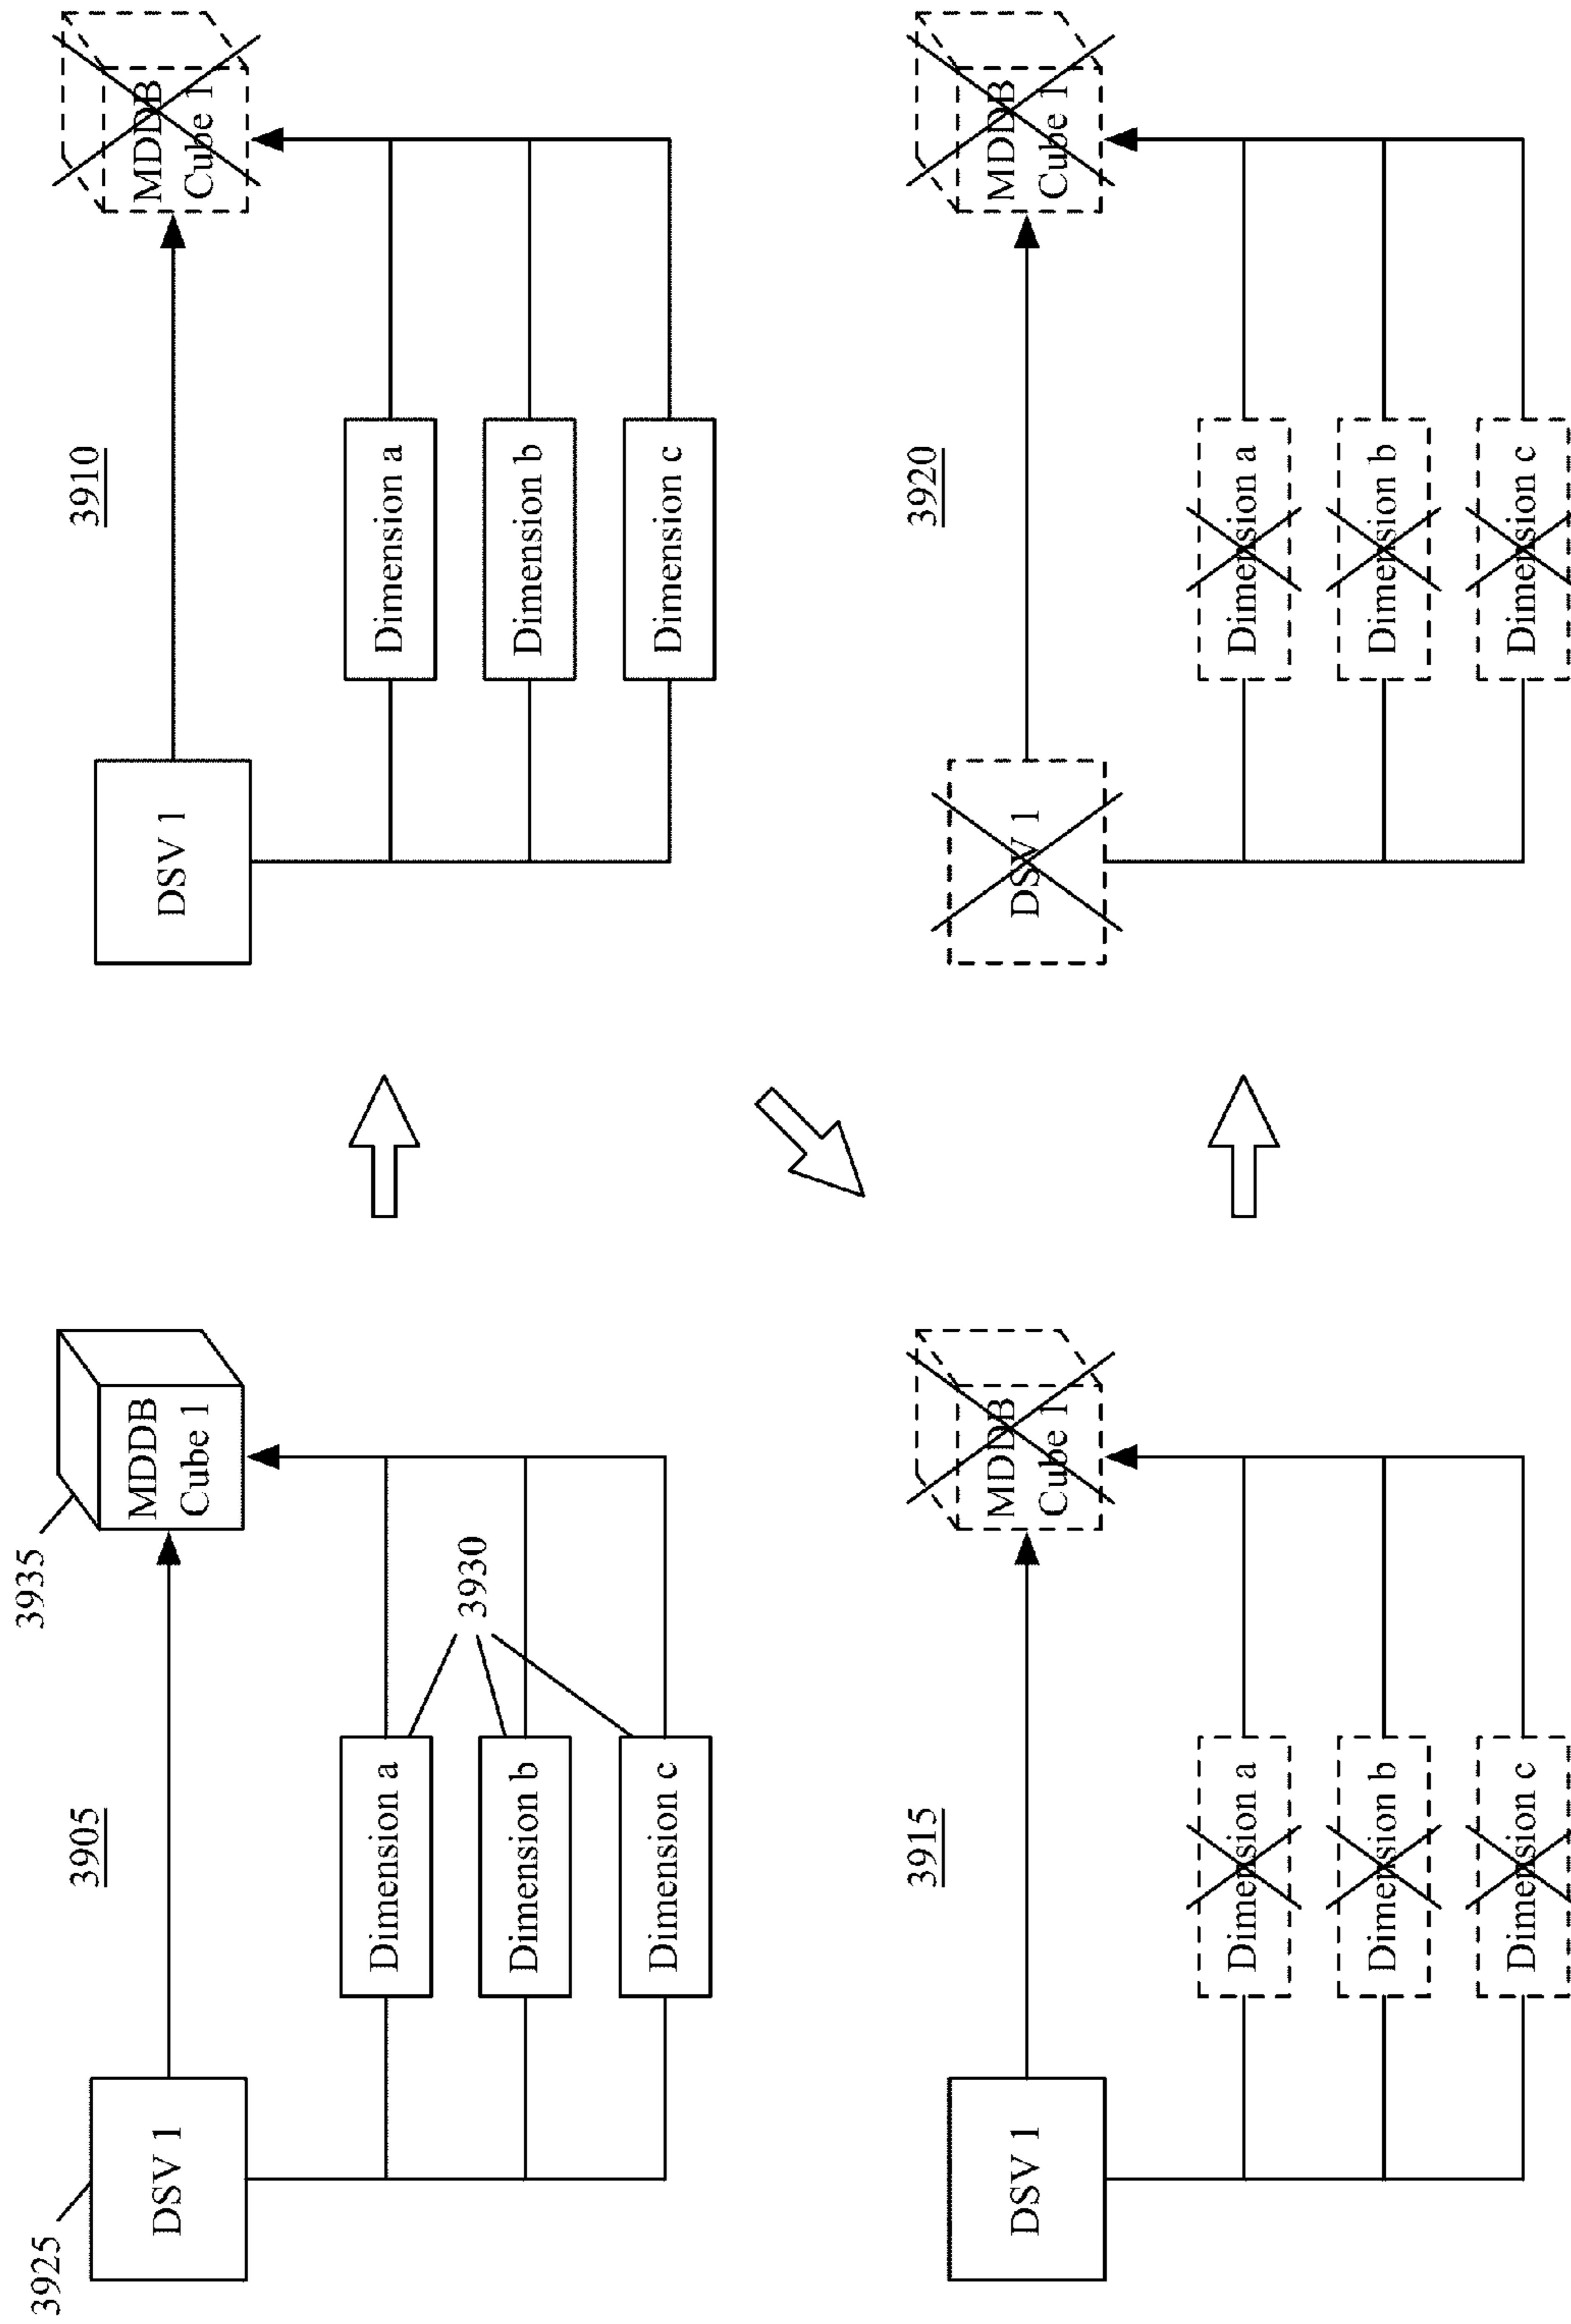 3905
3925
DSV 1
3935
MDDB
Cube 1
3930
Dimension a
Dimension b
Dimension c
3910
DSV 1
MDDB
Cube 1
Dimension a
Dimension b
Dimension c
3915
DSV 1
MDDB
Cube 1
Dimension a
Dimension b
Dimension c
3920
DSV 1
MDDB
Cube 1
Dimension a
Dimension b
Dimension c